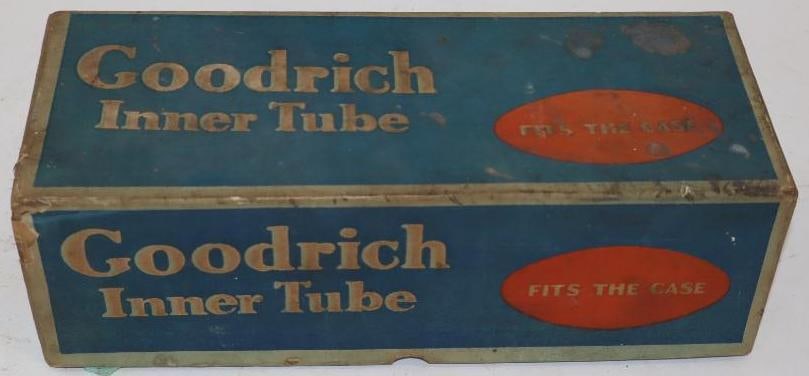 Goodrich
Inner Tube
FITS THE CASE
Goodrich
Inner Tube
FITS THE CASE